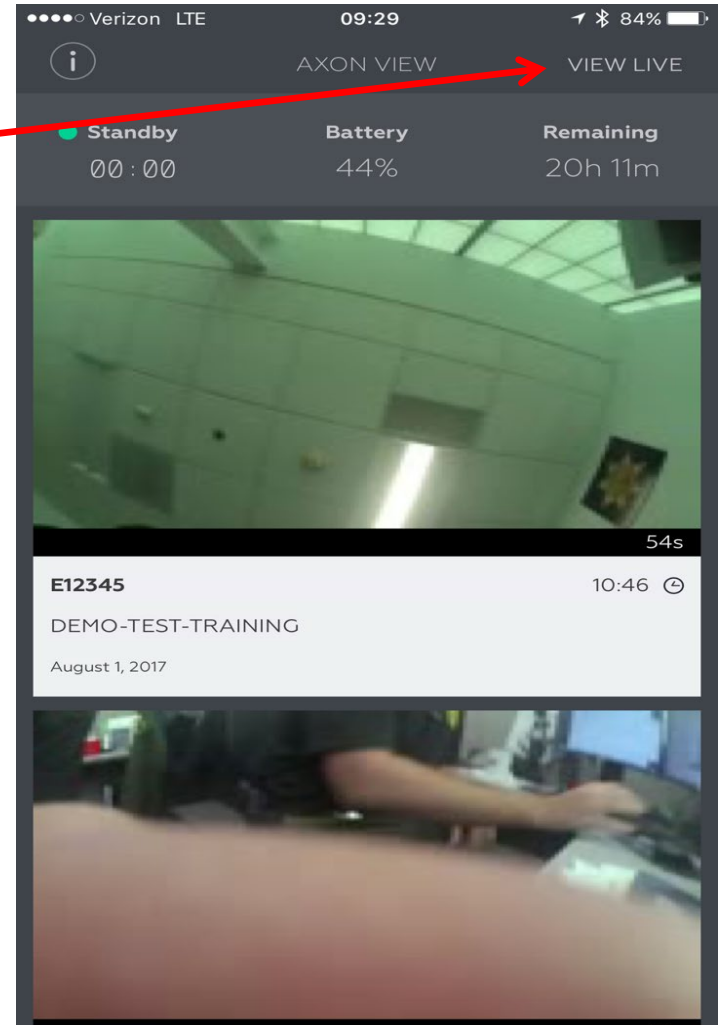 Verizon LTE 09:29 84%
i AXON VIEW VIEW LIVE
Standby Battery Remaining
00:00 44% 20h 11m
54s
E12345 10:46
DEMO-TEST-TRAINING
August 1, 2017